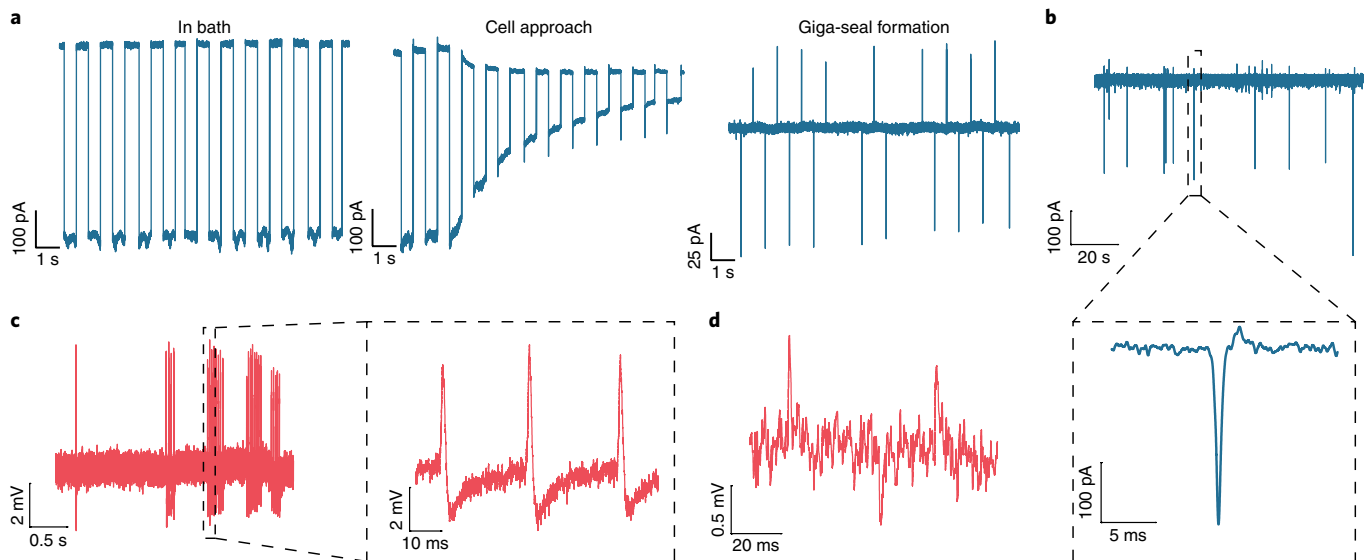 a
In bath
Cell approach
Giga-seal formation
b
100 pA
1 s
100 pA
1 s
25 pA
1 s
100 pA
20 s
c
2 mV
0.5 s
2 mV
10 ms
d
0.5 mV
20 ms
100 pA
5 ms